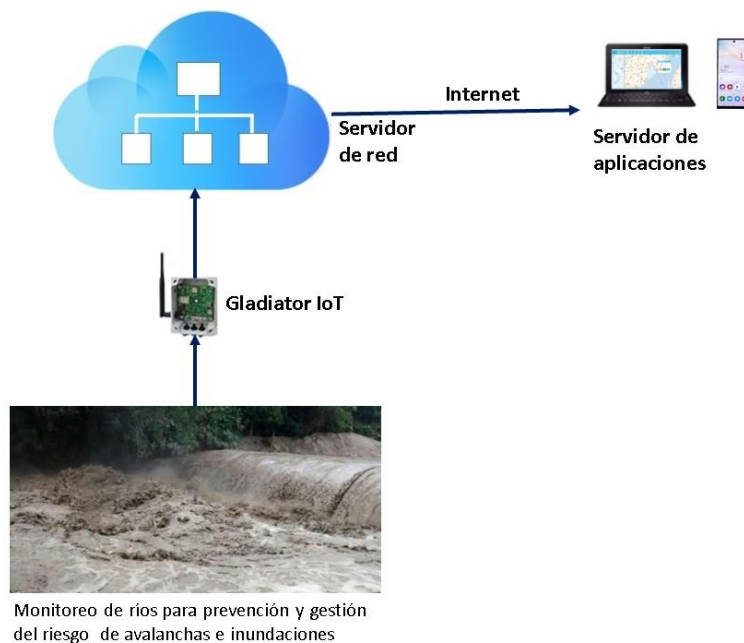 Internet
Servidor
de red
Servidor de
aplicaciones
Gladiator IoT
Monitoreo de ríos para prevención y gestión
del riesgo de avalanchas e inundaciones